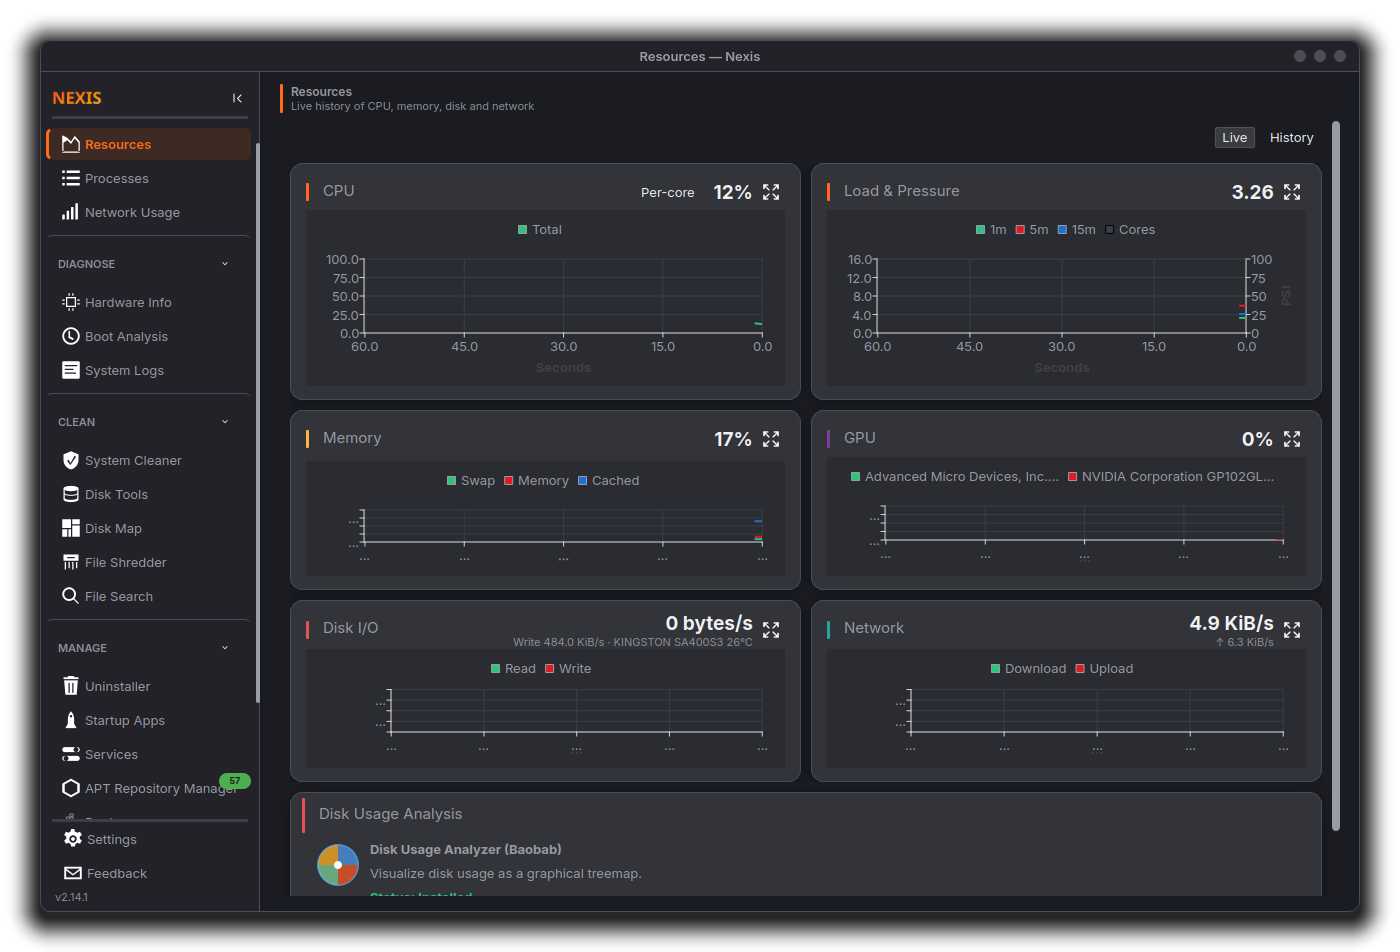 Resources — Nexis
NEXIS
Resources
Processes
Network Usage
DIAGNOSE
Hardware Info
Boot Analysis
System Logs
CLEAN
System Cleaner
Disk Tools
Disk Map
File Shredder
File Search
MANAGE
Uninstaller
Startup Apps
Services
APT Repository Manager
57
Settings
Feedback
v2.14.1
Resources
Live history of CPU, memory, disk and network
Live History
CPU Per-core 12%
Total
100.0
75.0
50.0
25.0
0.0
60.0 45.0 30.0 15.0 0.0
Seconds
Load & Pressure 3.26
1m 5m 15m Cores
16.0 100
12.0 75
8.0 50
4.0 25
0.0 0
PSI
60.0 45.0 30.0 15.0 0.0
Seconds
Memory 17%
Swap Memory Cached
...
...
... ... ... ... ...
GPU 0%
Advanced Micro Devices, Inc.... NVIDIA Corporation GP102GL...
...
...
... ... ... ... ...
Disk I/O 0 bytes/s
Write 484.0 KiB/s · KINGSTON SA400S3 26°C
Read Write
...
...
... ... ... ... ...
Network 4.9 KiB/s
↑ 6.3 KiB/s
Download Upload
...
...
... ... ... ... ...
Disk Usage Analysis
Disk Usage Analyzer (Baobab)
Visualize disk usage as a graphical treemap.
Status: Installed